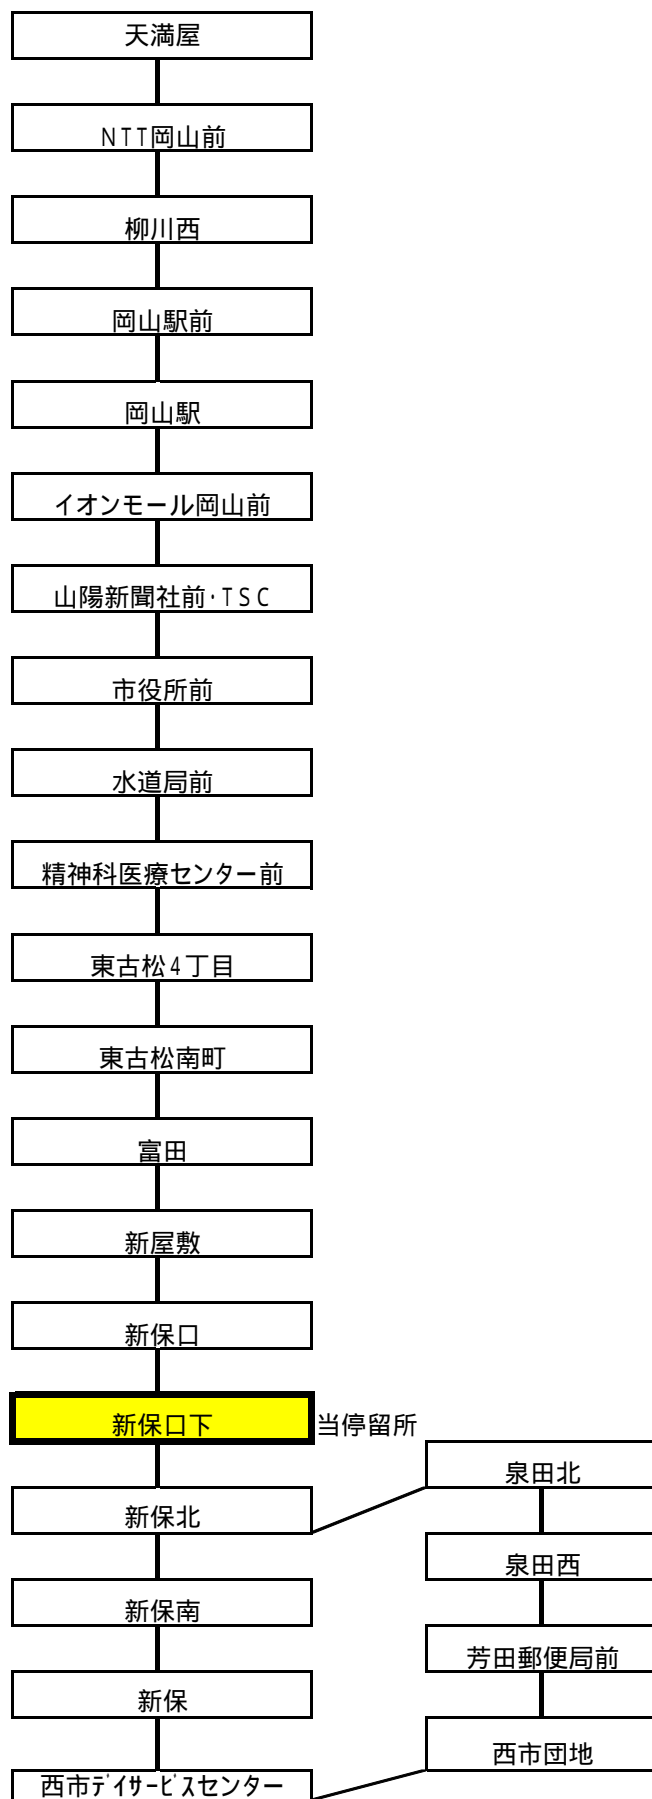 天満屋
NTT岡山前
柳川西
岡山駅前
岡山駅
イオンモール岡山前
山陽新聞社前・TSC
市役所前
水道局前
精神科医療センター前
東古松4丁目
東古松南町
富田
新屋敷
新保口
新保口下 当停留所
新保北
新保南
新保
西市デイサービスセンター
泉田北
泉田西
芳田郵便局前
西市団地